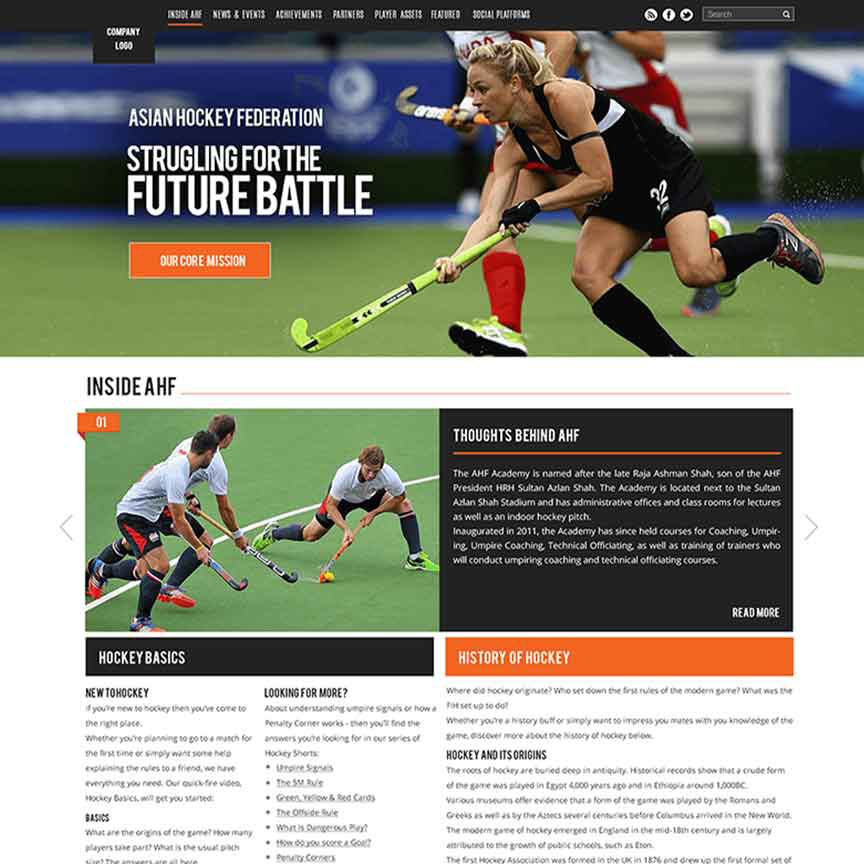 INSIDE AHF NEWS & EVENTS ACHIEVEMENTS PARTNERS PLAYER ASSETS FEATURED SOCIAL PLATFORMS
Search
COMPANY
LOGO
ASIAN HOCKEY FEDERATION
STRUGLING FOR THE
FUTURE BATTLE
OUR CORE MISSION
32
INSIDE AHF
01
THOUGHTS BEHIND AHF
The AHF Academy is named after the late Raja Ashman Shah, son of the AHF
President HRH Sultan Azlan Shah. The Academy is located next to the Sultan
Azlan Shah Stadium and has administrative offices and class rooms for lectures
as well as an indoor hockey pitch.
Inaugurated in 2011, the Academy has since held courses for Coaching, Umpir-
ing, Umpire Coaching, Technical Officiating, as well as training of trainers who
will conduct umpiring coaching and technical officiating courses.
READ MORE
HOCKEY BASICS
NEW TO HOCKEY
If you're new to hockey then you've come to
the right place.
Whether you're planning to go to a match for
the first time or simply want some help
explaining the rules to a friend, we have
everything you need. Our quick-fire video,
Hockey Basics, will get you started:
BASICS
What are the origins of the game? How many
players take part? What is the usual pitch
size? The answers are all here
LOOKING FOR MORE?
About understanding umpire signals or how a
Penalty Corner works - then you'll find the
answers you're looking for in our series of
Hockey Shorts:
Umpire Signals
The 5M Rule
Green, Yellow & Red Cards
The Offside Rule
What is Dangerous Play?
How do you score a Goal?
Penalty Corners
HISTORY OF HOCKEY
Where did hockey originate? Who set down the first rules of the modern game? What was the
FIH set up to do?
Whether you're a history buff or simply want to impress you mates with you knowledge of the
game, discover more about the history of hockey below.
HOCKEY AND ITS ORIGINS
The roots of hockey are buried deep in antiquity. Historical records show that a crude form
of the game was played in Egypt 4,000 years ago and in Ethiopia around 1,000BC.
Various museums offer evidence that a form of the game was played by the Romans and
Greeks as well as by the Aztecs several centuries before Columbus arrived in the New World.
The modern game of hockey emerged in England in the mid-18th century and is largely
attributed to the growth of public schools, such as Eton.
The first Hockey Association was formed in the UK in 1876 and drew up the first formal set of